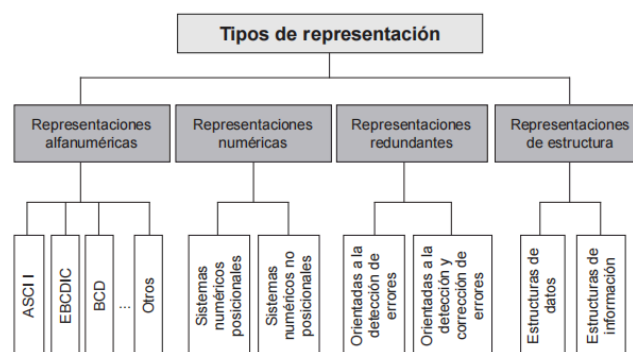 Tipos de representación
Representaciones
alfanuméricas
Representaciones
numéricas
Representaciones
redundantes
Representaciones
de estructura
ASCI I
EBCDIC
BCD
...
Otros
Sistemas
numéricos
posicionales
Sistemas
numéricos no
posicionales
Orientadas a la
detección de
errores
Orientadas a la
detección y
corrección de
errores
Estructuras de
datos
Estructuras de
información